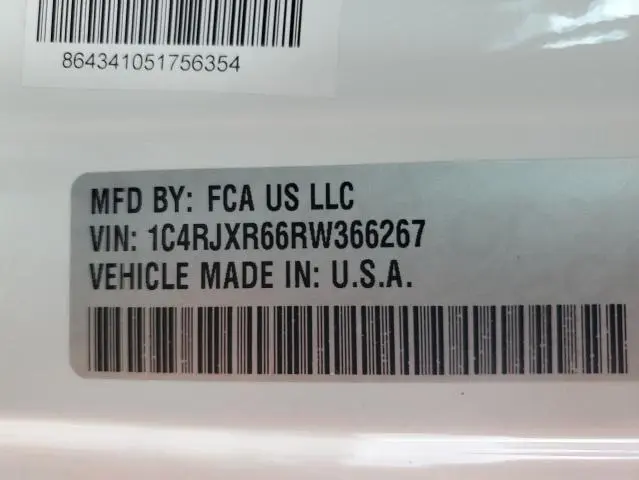 864341051756354
MFD BY: FCA US LLC
VIN: 1C4RJXR66RW366267
VEHICLE MADE IN: U.S.A.